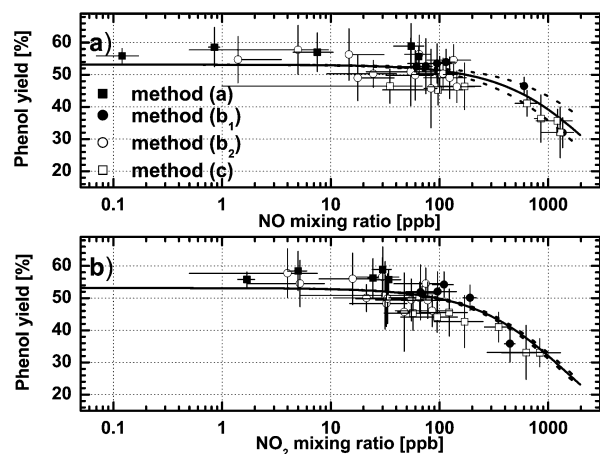 a)
Phenol yield [%]
70
60
50
40
30
20
method (a)
method (b₁)
method (b₂)
method (c)
0.1 1 10 100 1000
NO mixing ratio [ppb]
b)
Phenol yield [%]
70
60
50
40
30
20
0.1 1 10 100 1000
NO₂ mixing ratio [ppb]